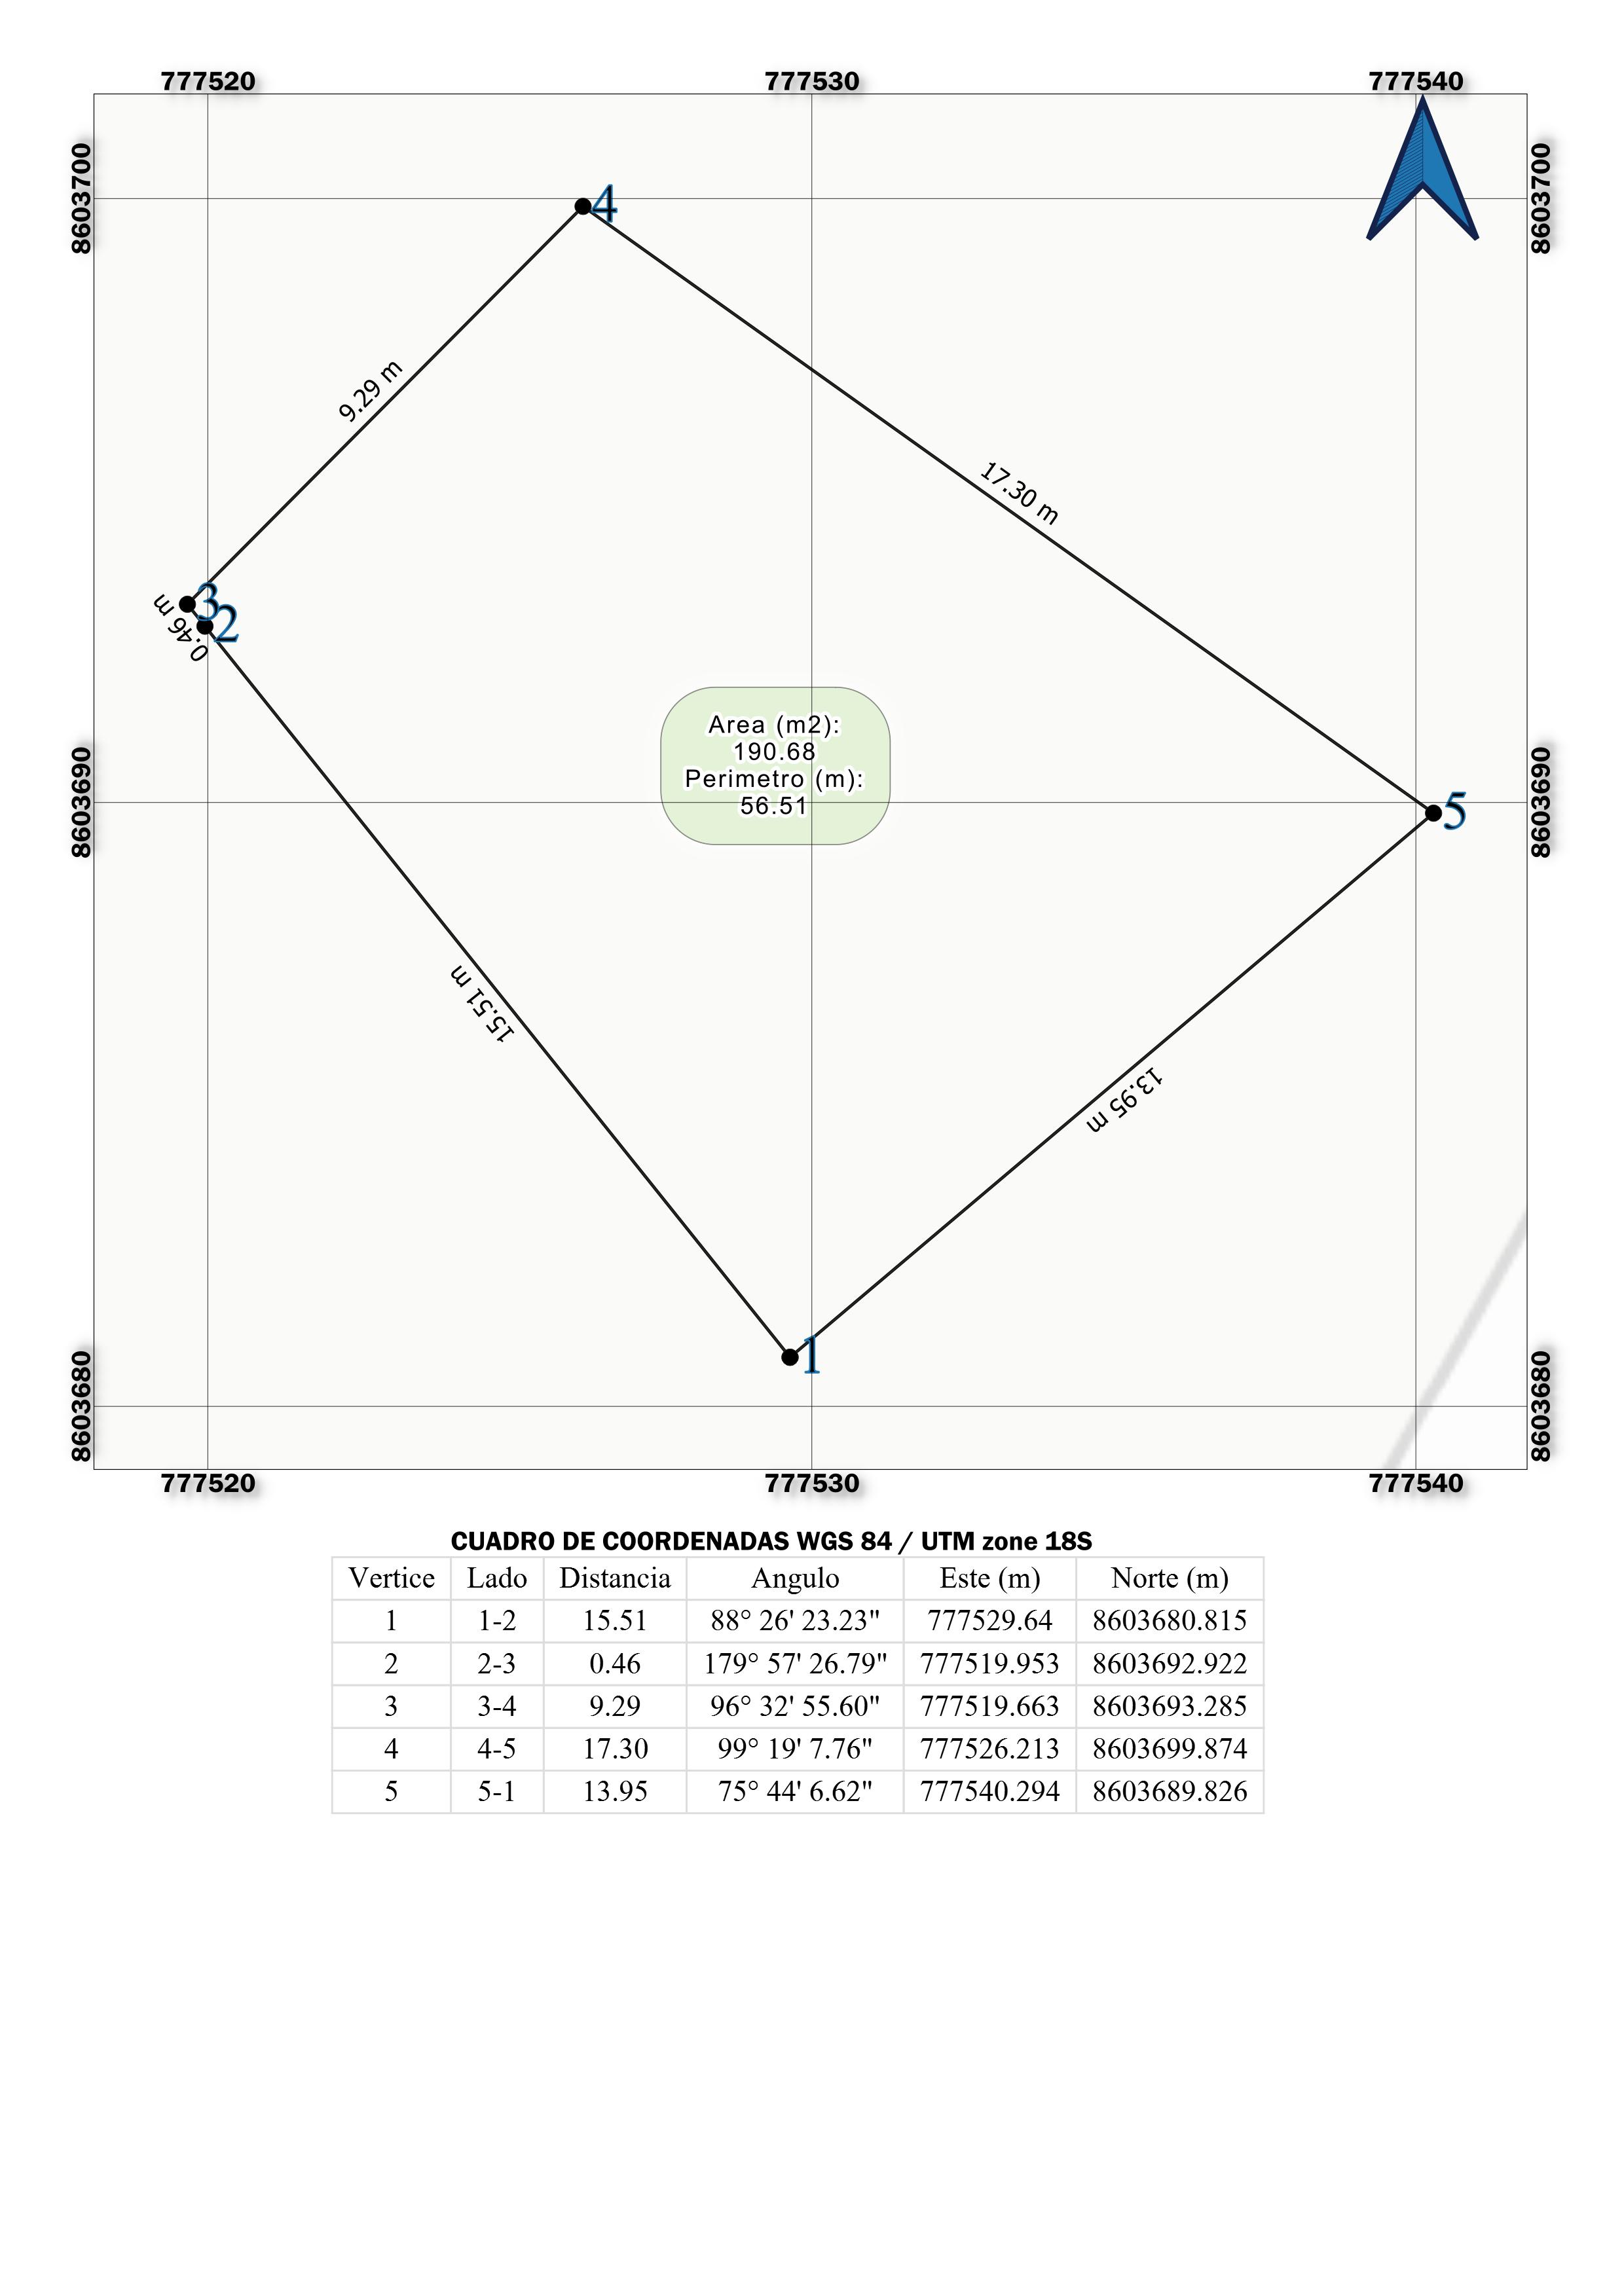 777520 777530 777540
8603700 8603700
4
9.29 m
17.30 m
3
2
0.46 m
Area (m2):
190.68
Perimetro (m):
56.51
8603690 8603690
5
15.51 m
13.95 m
1
8603680 8603680
777520 777530 777540
CUADRO DE COORDENADAS WGS 84 / UTM zone 18S
Vertice Lado Distancia Angulo Este (m) Norte (m)
1 1-2 15.51 88° 26' 23.23" 777529.64 8603680.815
2 2-3 0.46 179° 57' 26.79" 777519.953 8603692.922
3 3-4 9.29 96° 32' 55.60" 777519.663 8603693.285
4 4-5 17.30 99° 19' 7.76" 777526.213 8603699.874
5 5-1 13.95 75° 44' 6.62" 777540.294 8603689.826